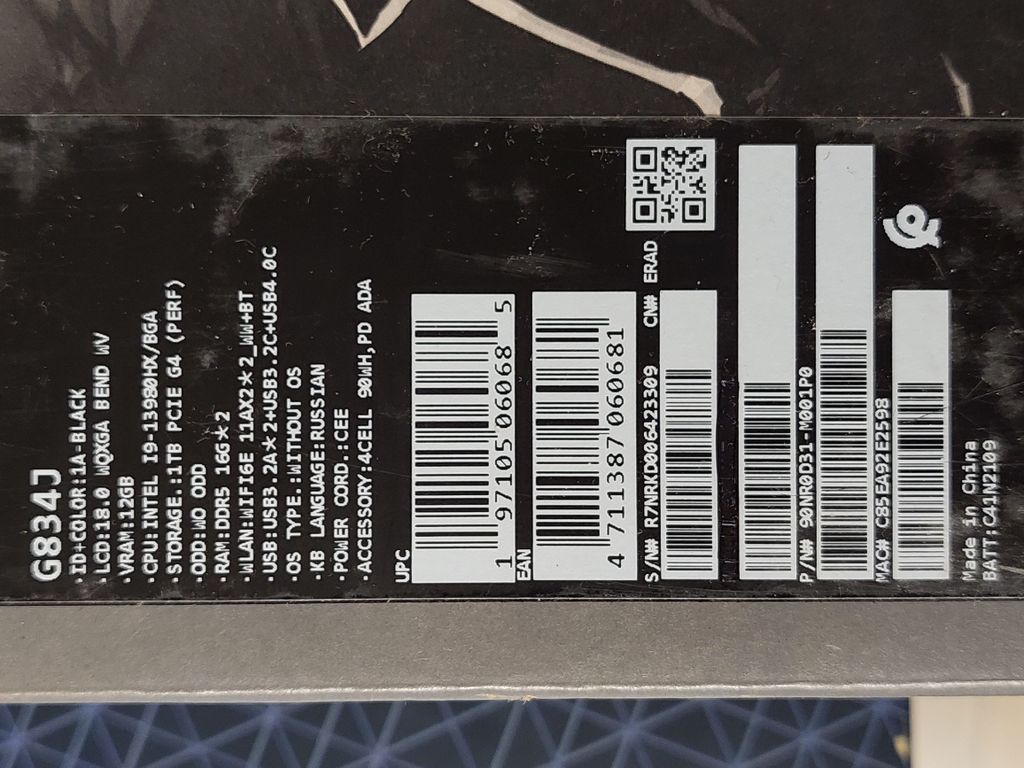 G834J
·ID+COLOR:1A-BLACK
·LCD:18.0 WQXGA BEND WV
·VRAM:12GB
·CPU:INTEL I9-13980HX/BGA
·STORAGE.:1TB PCIE G4 (PERF)
·ODD:WO ODD
·RAM:DDR5 16G*2
·WLAN:WIFI6E 11AX2*2_WW+BT
·USB:USB3.2A*2+USB3.2C+USB4.0C
·OS TYPE.:WITHOUT OS
·KB LANGUAGE:RUSSIAN
·POWER CORD.:CEE
·ACCESSORY:4CELL 90WH,PD ADA
UPC
1 97105 06068 5
EAN
4 711387 060681
S/N# R7NRKD006423309 CN# ERAD
P/N# 90NR0D31-M001P0
MAC# C85EA92E2598
Made in China
BATT:C41N2109